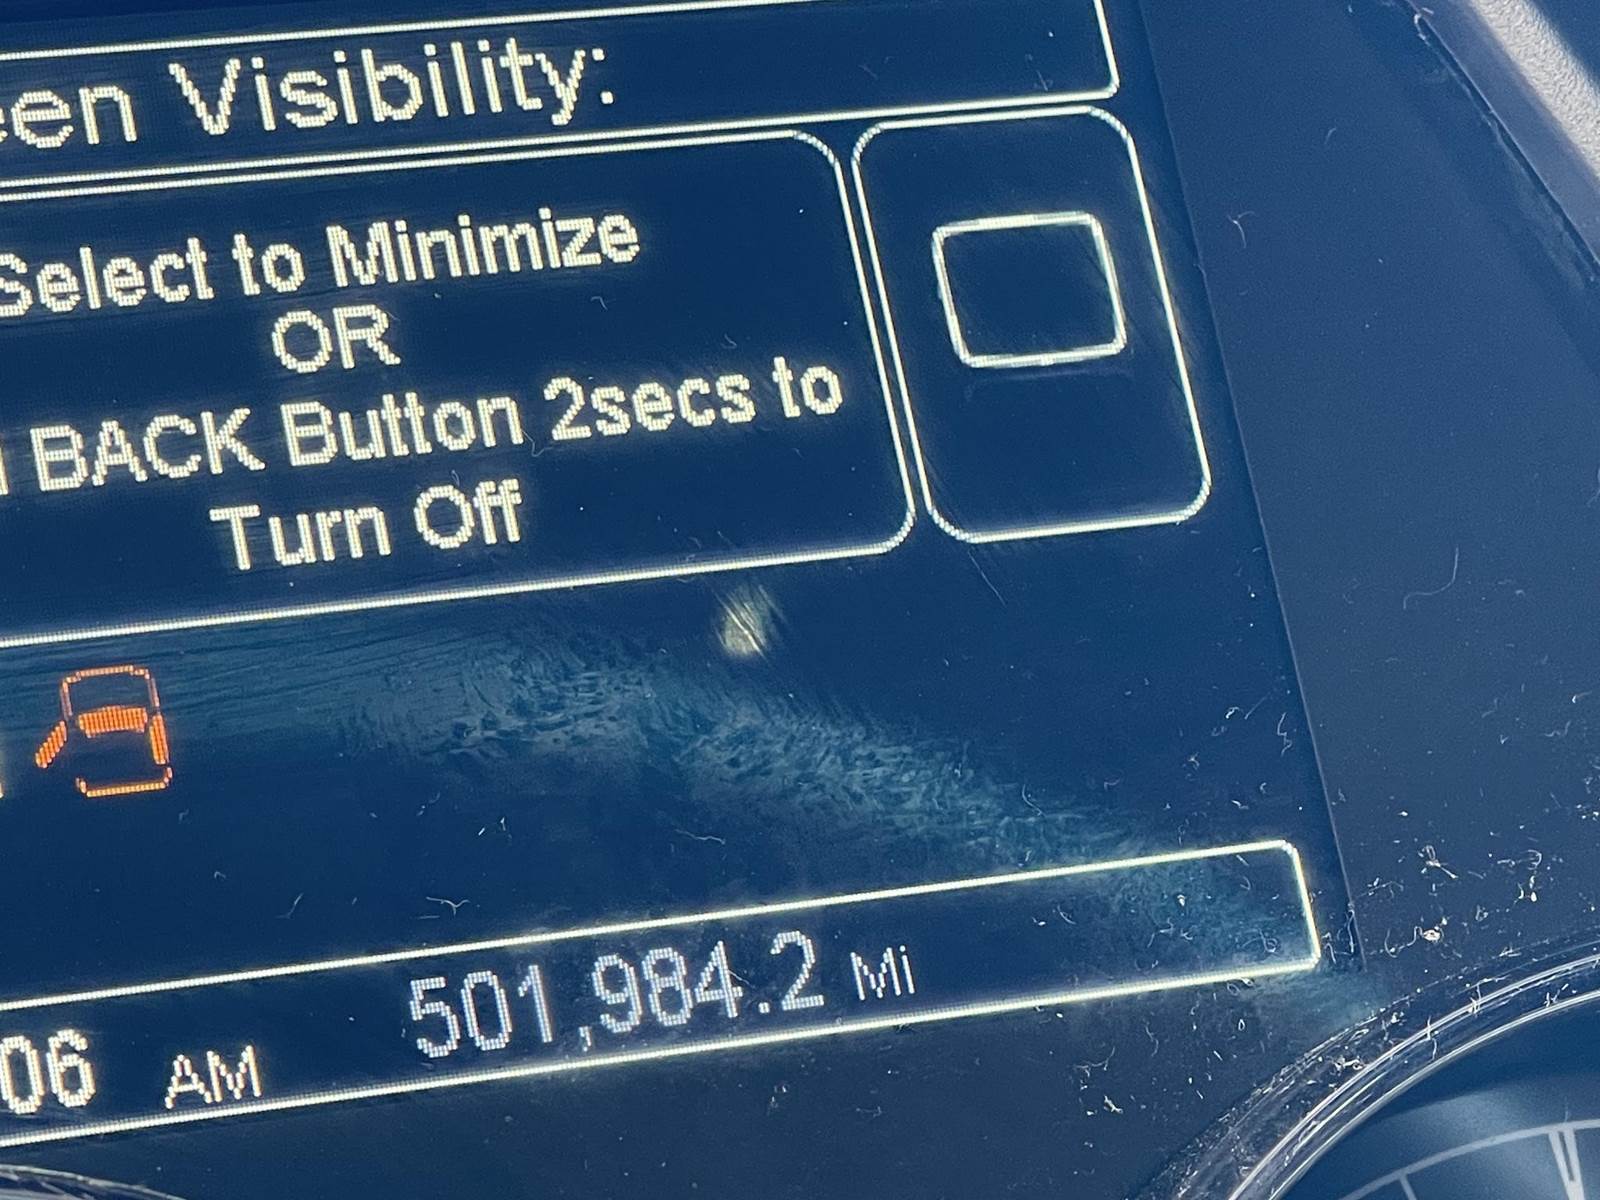 Visibility:
Select to Minimize
OR
BACK Button 2secs to
Turn Off
06 AM 501,984.2 Mi